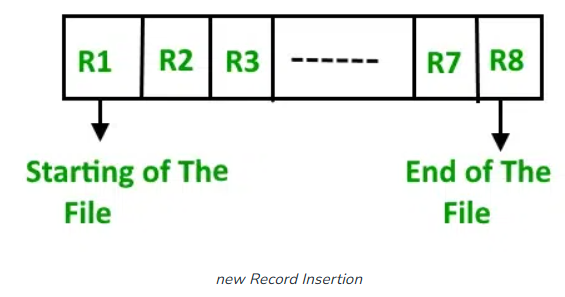 R1 R2 R3 ------ R7 R8
Starting of The
File
End of The
File
new Record Insertion